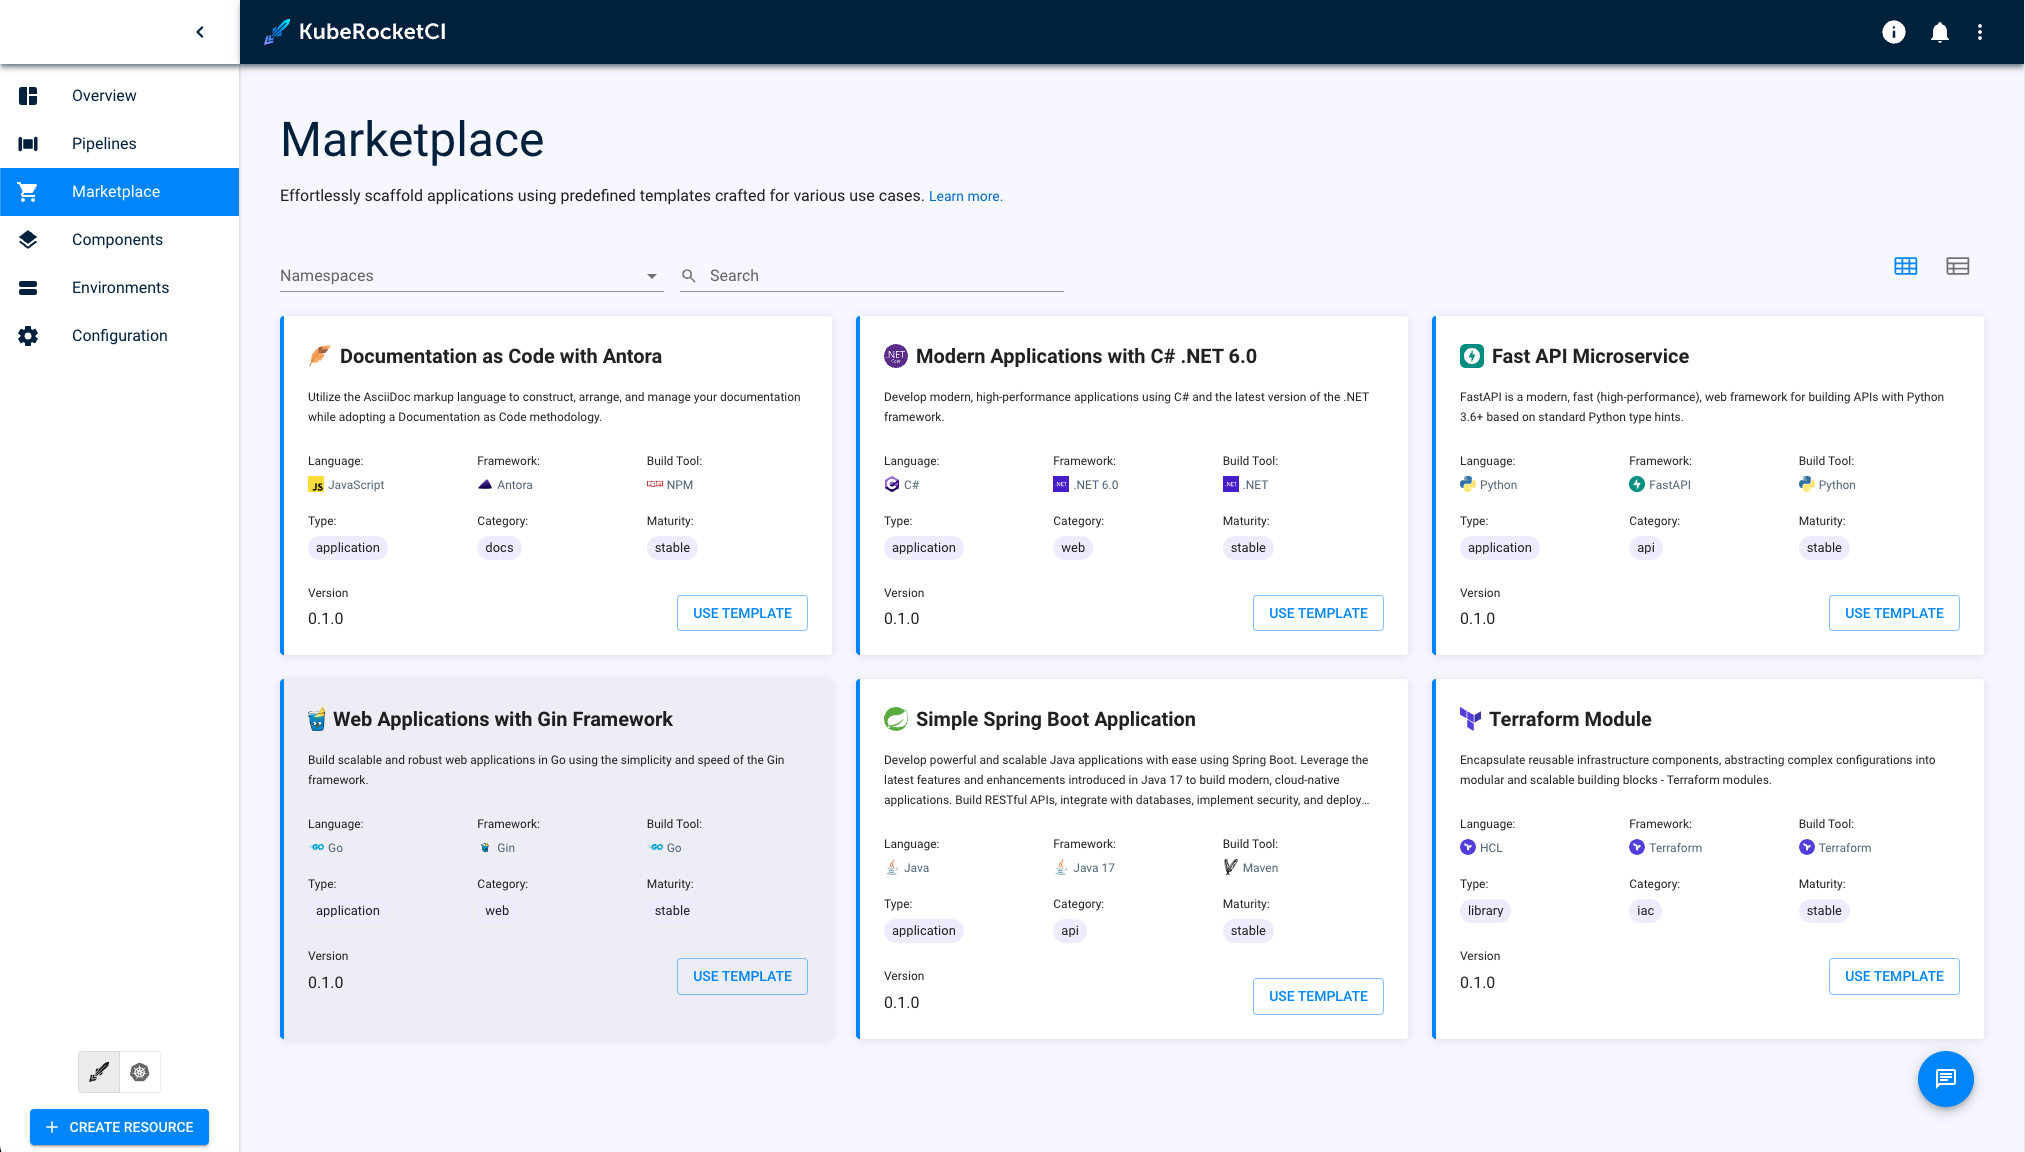 KubeRocketCI
Overview
Pipelines
Marketplace
Components
Environments
Configuration
CREATE RESOURCE
Marketplace
Effortlessly scaffold applications using predefined templates crafted for various use cases. Learn more.
Namespaces
Search
Documentation as Code with Antora
Utilize the AsciiDoc markup language to construct, arrange, and manage your documentation
while adopting a Documentation as Code methodology.
Language: Framework: Build Tool:
JS JavaScript Antora NPM
Type: Category: Maturity:
application docs stable
Version
0.1.0
USE TEMPLATE
.NET Core Modern Applications with C# .NET 6.0
Develop modern, high-performance applications using C# and the latest version of the .NET
framework.
Language: Framework: Build Tool:
C# .NET .NET 6.0 .NET .NET
Type: Category: Maturity:
application web stable
Version
0.1.0
USE TEMPLATE
Fast API Microservice
FastAPI is a modern, fast (high-performance), web framework for building APIs with Python
3.6+ based on standard Python type hints.
Language: Framework: Build Tool:
Python FastAPI Python
Type: Category: Maturity:
application api stable
Version
0.1.0
USE TEMPLATE
Web Applications with Gin Framework
Build scalable and robust web applications in Go using the simplicity and speed of the Gin
framework.
Language: Framework: Build Tool:
GO Go Gin GO Go
Type: Category: Maturity:
application web stable
Version
0.1.0
USE TEMPLATE
Simple Spring Boot Application
Develop powerful and scalable Java applications with ease using Spring Boot. Leverage the
latest features and enhancements introduced in Java 17 to build modern, cloud-native
applications. Build RESTful APIs, integrate with databases, implement security, and deploy...
Language: Framework: Build Tool:
Java Java 17 Maven
Type: Category: Maturity:
application api stable
Version
0.1.0
USE TEMPLATE
Terraform Module
Encapsulate reusable infrastructure components, abstracting complex configurations into
modular and scalable building blocks - Terraform modules.
Language: Framework: Build Tool:
HCL Terraform Terraform
Type: Category: Maturity:
library iac stable
Version
0.1.0
USE TEMPLATE